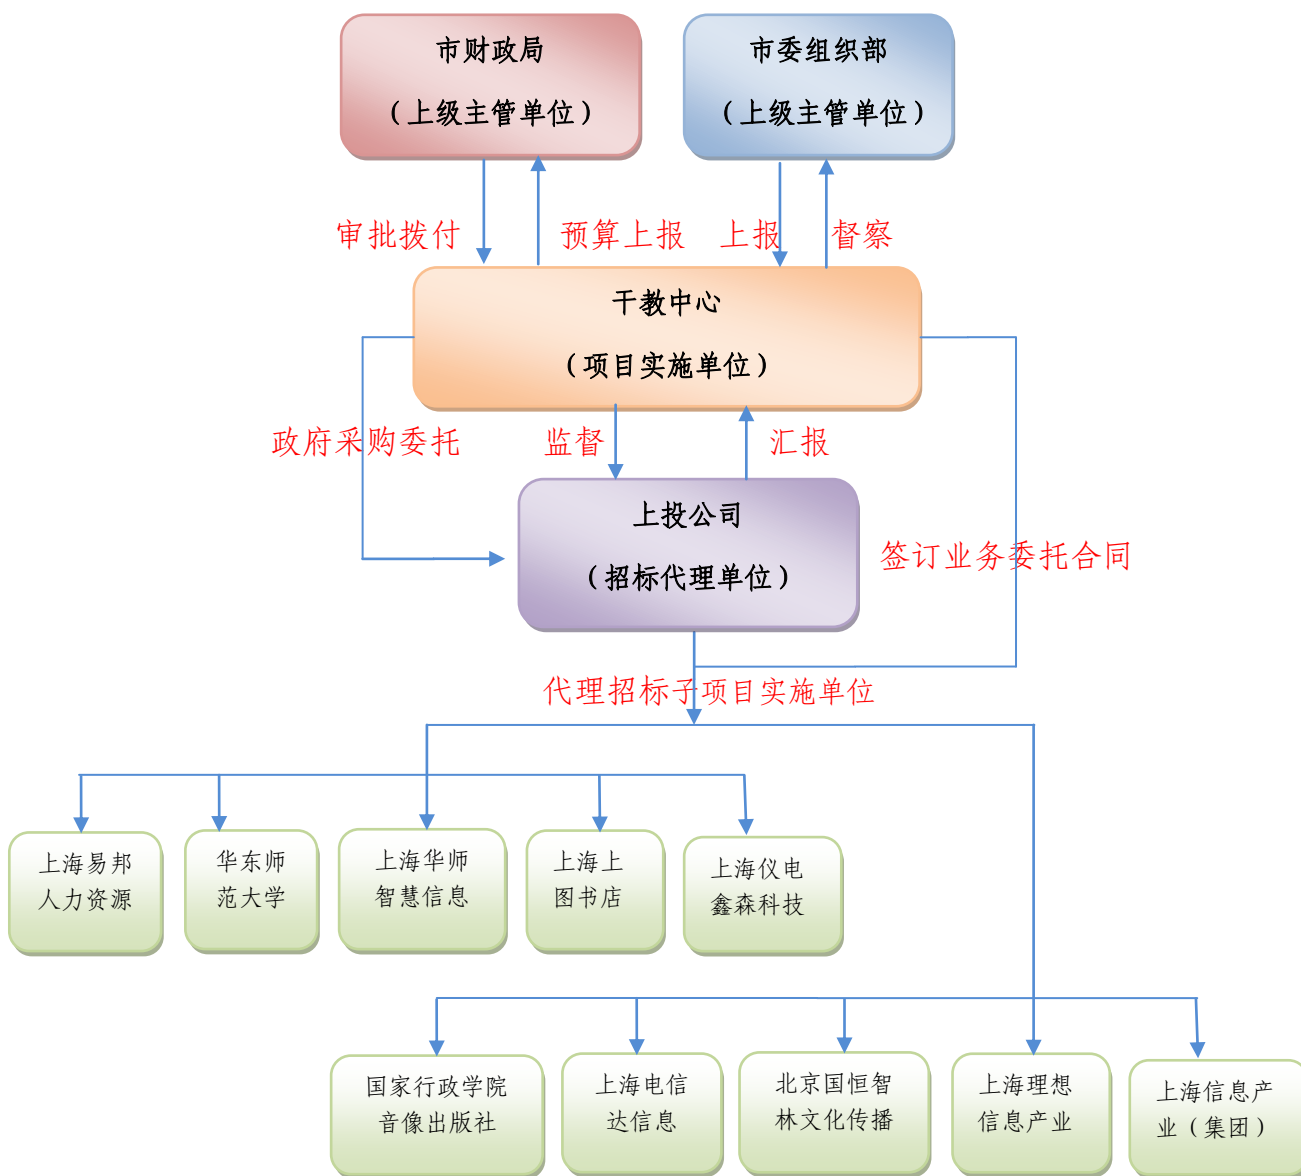 市财政局
（上级主管单位）
市委组织部
（上级主管单位）
审批拨付
预算上报
上报
督察
干教中心
（项目实施单位）
政府采购委托
监督
汇报
上投公司
（招标代理单位）
签订业务委托合同
代理招标子项目实施单位
上海易邦
人力资源
华东师
范大学
上海华师
智慧信息
上海上
图书店
上海仪电
鑫森科技
国家行政学院
音像出版社
上海电信
达信息
北京国恒智
林文化传播
上海理想
信息产业
上海信息产
业（集团）